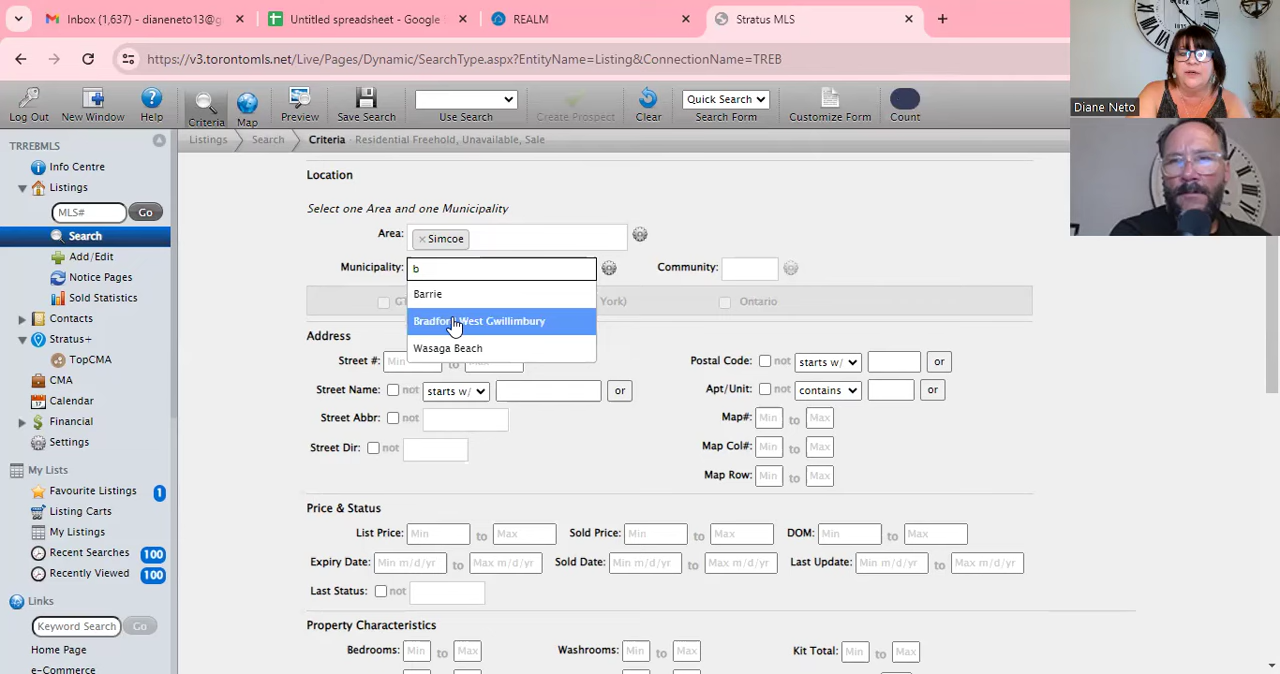 Inbox (1,637) - dianeneto13@g
Untitled spreadsheet - Google
REALM
Stratus MLS
https://v3.torontomls.net/Live/Pages/Dynamic/SearchType.aspx?EntityName=Listing&ConnectionName=TREB
Diane Neto
Quick Search
Log Out New Window Help Criteria Map Preview Save Search Use Search Create Prospect Clear Search Form Customize Form Count
TRREBMLS
Listings Search Criteria - Residential Freehold, Unavailable, Sale
Info Centre
Listings
MLS# Go
Search
Add/Edit
Notice Pages
Sold Statistics
Contacts
Stratus+
TopCMA
CMA
Calendar
Financial
Settings
My Lists
Favourite Listings 1
Listing Carts
My Listings
Recent Searches 100
Recently Viewed 100
Links
Keyword Search Go
Home Page
e-Commerce
Location
Select one Area and one Municipality
Area: × Simcoe
Municipality: b Community:
Barrie
York) Ontario
Bradford West Gwillimbury
Wasaga Beach
Address
Street #: Min to Max Postal Code: not starts w/ or
Street Name: not starts w/ or Apt/Unit: not contains or
Street Abbr: not Map#: Min to Max
Street Dir: not Map Col#: Min to Max
Map Row: Min to Max
Price & Status
List Price: Min to Max Sold Price: Min to Max DOM: Min to Max
Expiry Date: Min m/d/yr to Max m/d/yr Sold Date: Min m/d/yr to Max m/d/yr Last Update: Min m/d/yr to Max m/d/yr
Last Status: not
Property Characteristics
Bedrooms: Min to Max Washrooms: Min to Max Kit Total: Min to Max